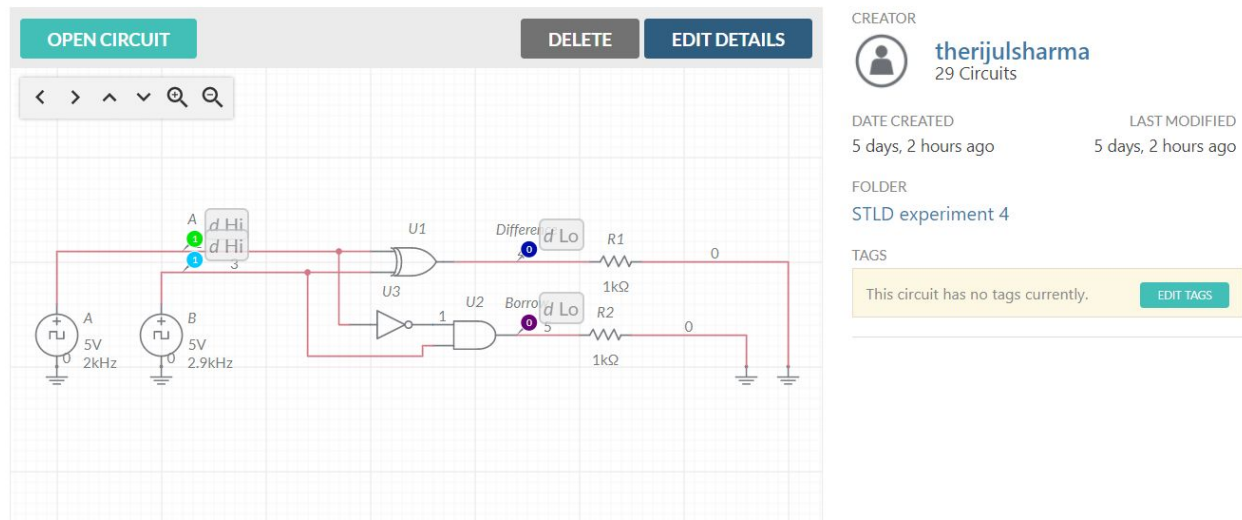 OPEN CIRCUIT
DELETE
EDIT DETAILS
CREATOR
therijulsharma
29 Circuits
DATE CREATED
LAST MODIFIED
5 days, 2 hours ago
5 days, 2 hours ago
FOLDER
STLD experiment 4
TAGS
This circuit has no tags currently.
EDIT TAGS
A
d Hi
1
d Hi
1
3
U1
Differen
d Lo
0
R1
1kΩ
0
U3
1
U2
Borro
d Lo
0
5
R2
1kΩ
0
A
5V
2kHz
0
B
5V
2.9kHz
0